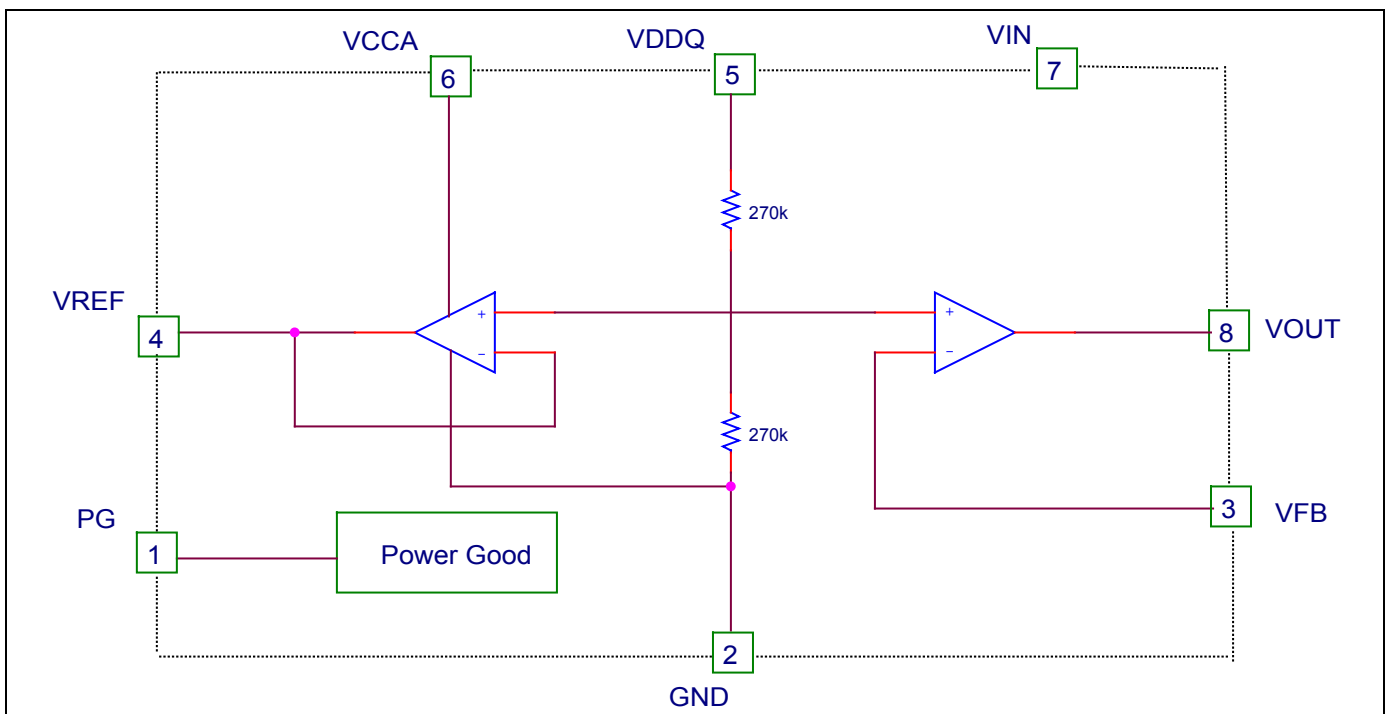 VCCA
VDDQ
VIN
6
5
7
270k
VREF
4
+
−
+
−
8
VOUT
270k
PG
1
Power Good
3
VFB
2
GND